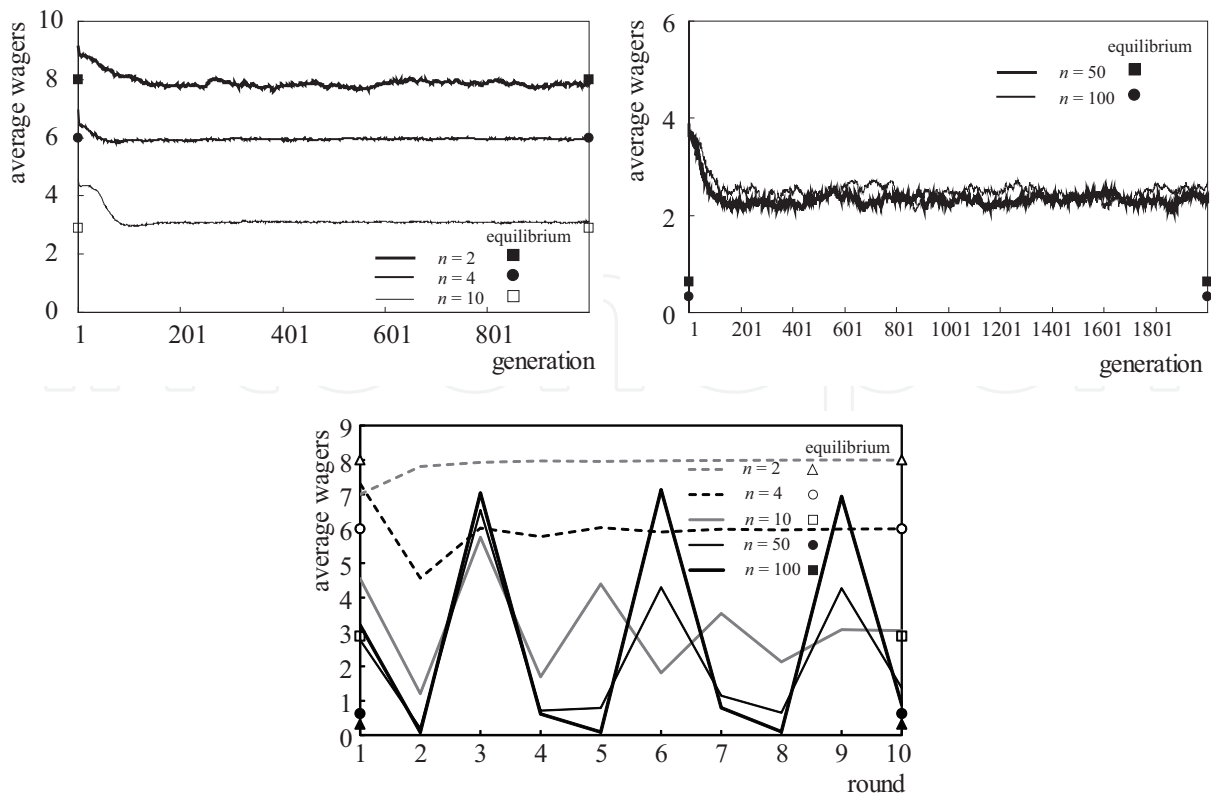 10
8
6
4
2
0
average wagers
equilibrium
n = 2
n = 4
n = 10
1 201 401 601 801
generation
6
4
2
0
average wagers
equilibrium
n = 50
n = 100
1 201 401 601 801 1001 1201 1401 1601 1801
generation
9
8
7
6
5
4
3
2
1
0
average wagers
equilibrium
n = 2
n = 4
n = 10
n = 50
n = 100
1 2 3 4 5 6 7 8 9 10
round